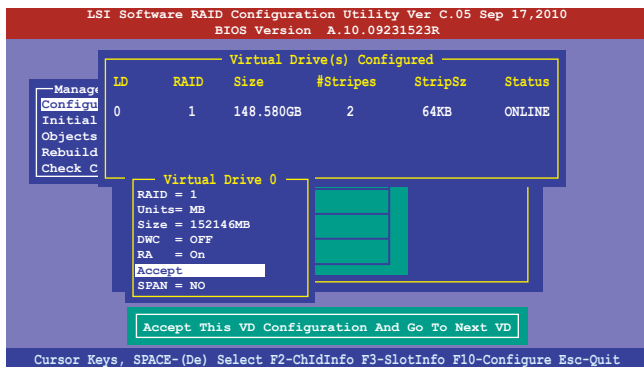 LSI Software RAID Configuration Utility Ver C.05 Sep 17,2010
BIOS Version A.10.09231523R
Virtual Drive(s) Configured
LD RAID Size #Stripes StripSz Status
0 1 148.580GB 2 64KB ONLINE
Manage
Configu
Initial
Objects
Rebuild
Check C
Virtual Drive 0
RAID = 1
Units= MB
Size = 152146MB
DWC = OFF
RA = On
Accept
SPAN = NO
Accept This VD Configuration And Go To Next VD
Cursor Keys, SPACE-(De) Select F2-ChIdInfo F3-SlotInfo F10-Configure Esc-Quit